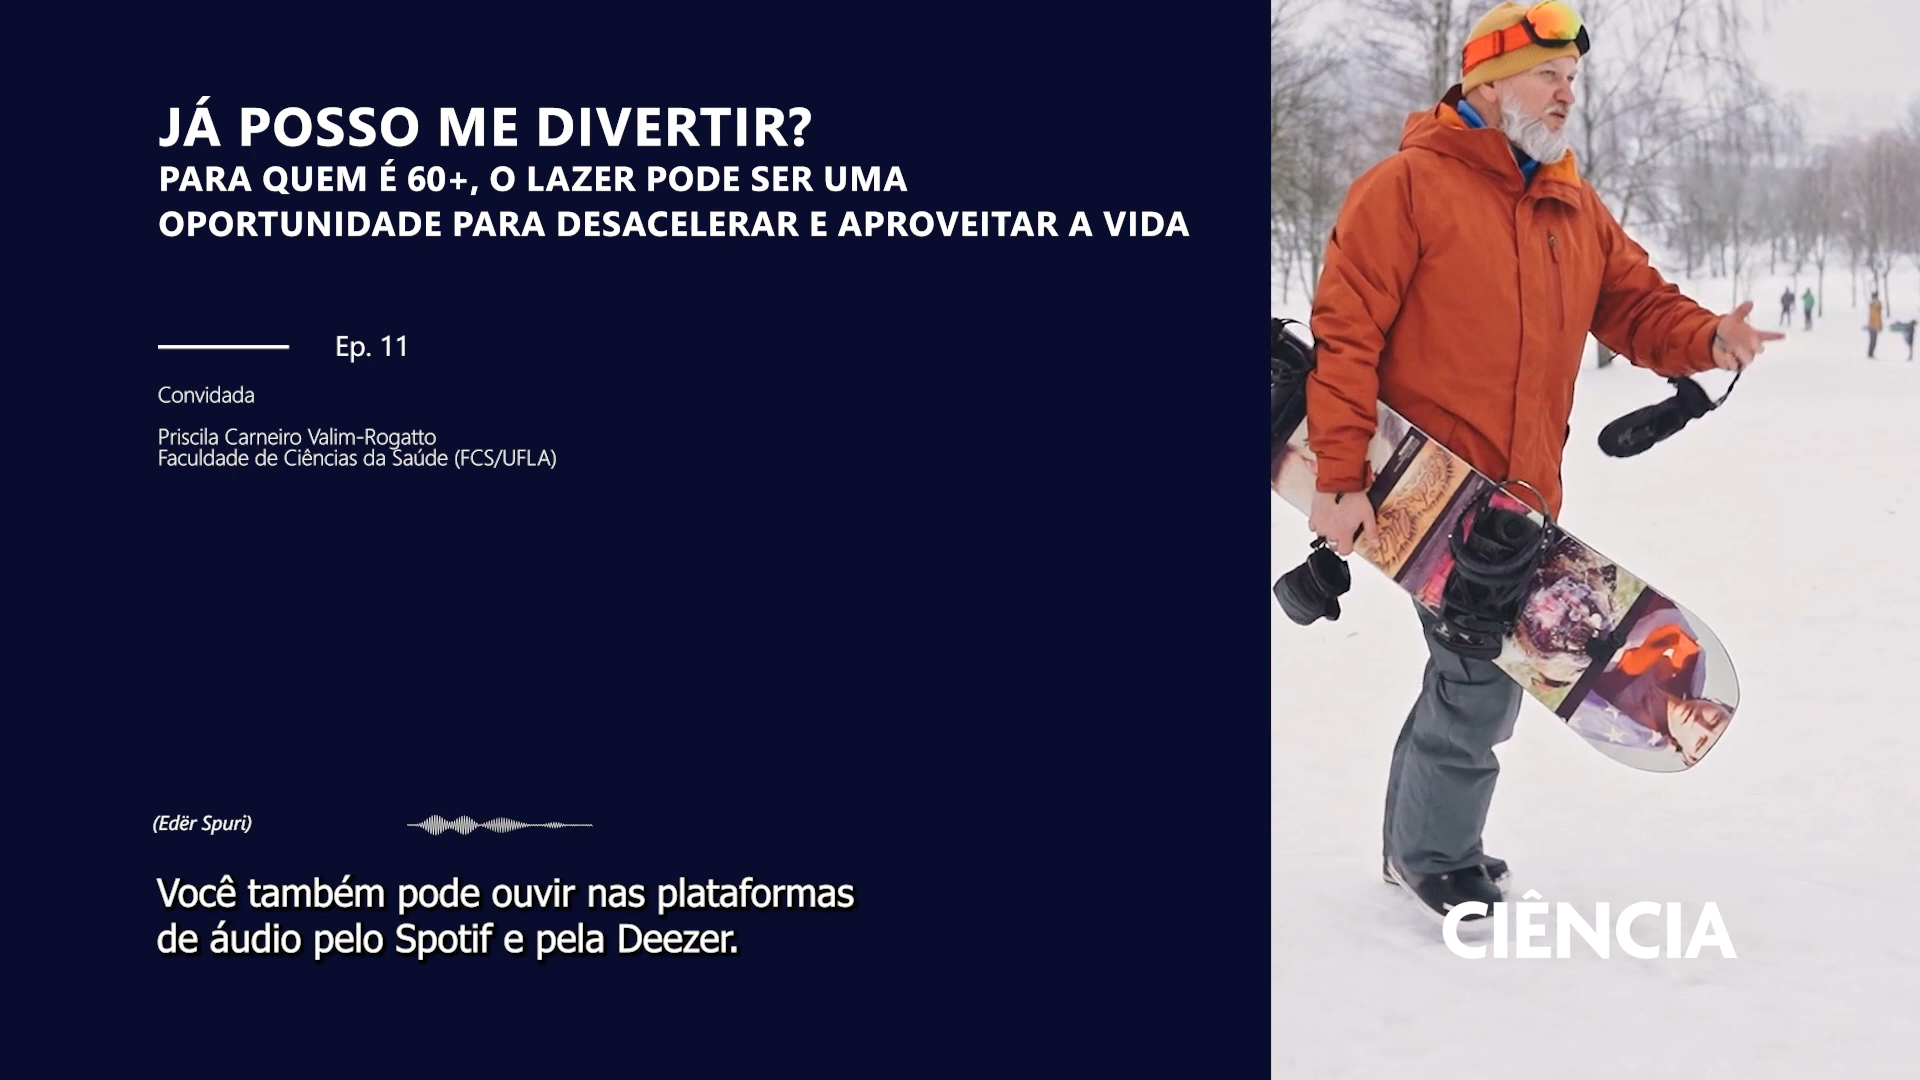 JÁ POSSO ME DIVERTIR?
PARA QUEM É 60+, O LAZER PODE SER UMA
OPORTUNIDADE PARA DESACELERAR E APROVEITAR A VIDA
Ep. 11
Convidada
Priscila Carneiro Valim-Rogatto
Faculdade de Ciências da Saúde (FCS/UFLA)
(Edër Spuri)
Você também pode ouvir nas plataformas
de áudio pelo Spotif e pela Deezer.
CIÊNCIA